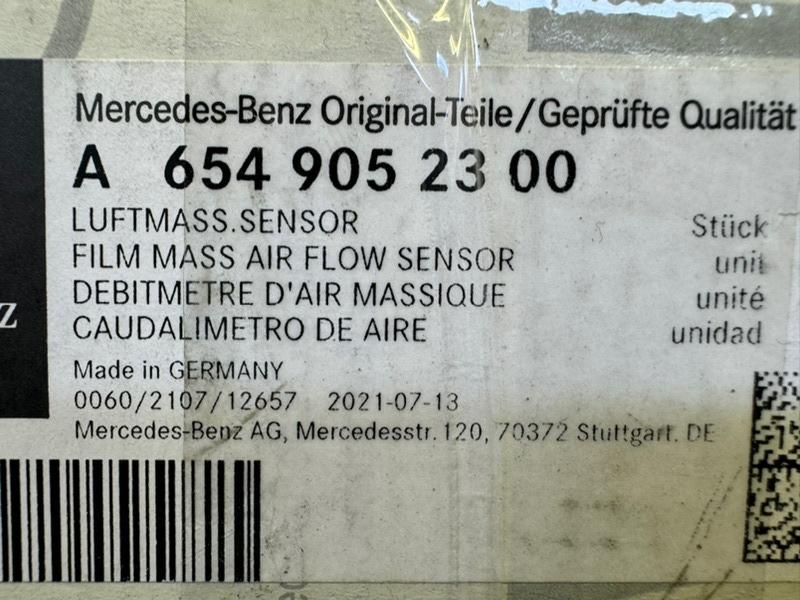 Mercedes-Benz Original-Teile/Geprüfte Qualität
A 654 905 23 00
LUFTMASS.SENSOR Stück
FILM MASS AIR FLOW SENSOR unit
DEBITMETRE D'AIR MASSIQUE unité
CAUDALIMETRO DE AIRE unidad
z
Made in GERMANY
0060/2107/12657 2021-07-13
Mercedes-Benz AG, Mercedesstr. 120, 70372 Stuttgart. DE